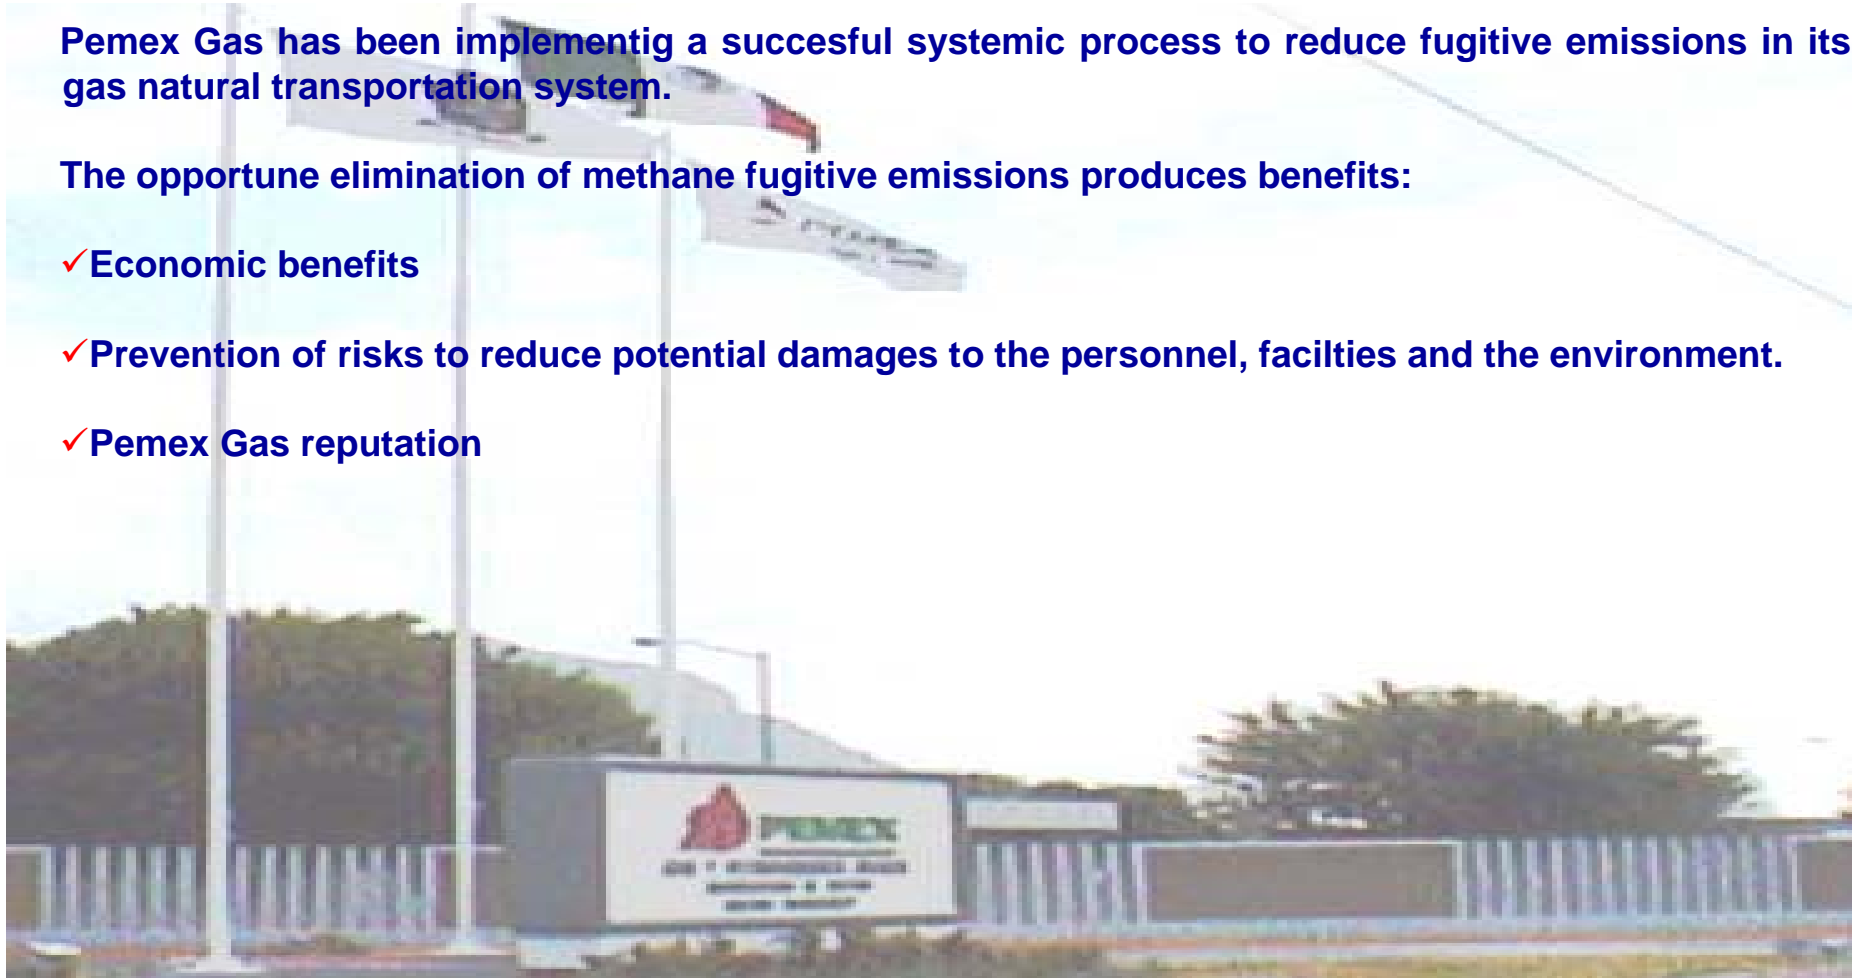 Pemex Gas has been implementig a succesful systemic process to reduce fugitive emissions in its
gas natural transportation system.
The opportune elimination of methane fugitive emissions produces benefits:
✓Economic benefits
✓Prevention of risks to reduce potential damages to the personnel, facilties and the environment.
✓Pemex Gas reputation
PEMEX